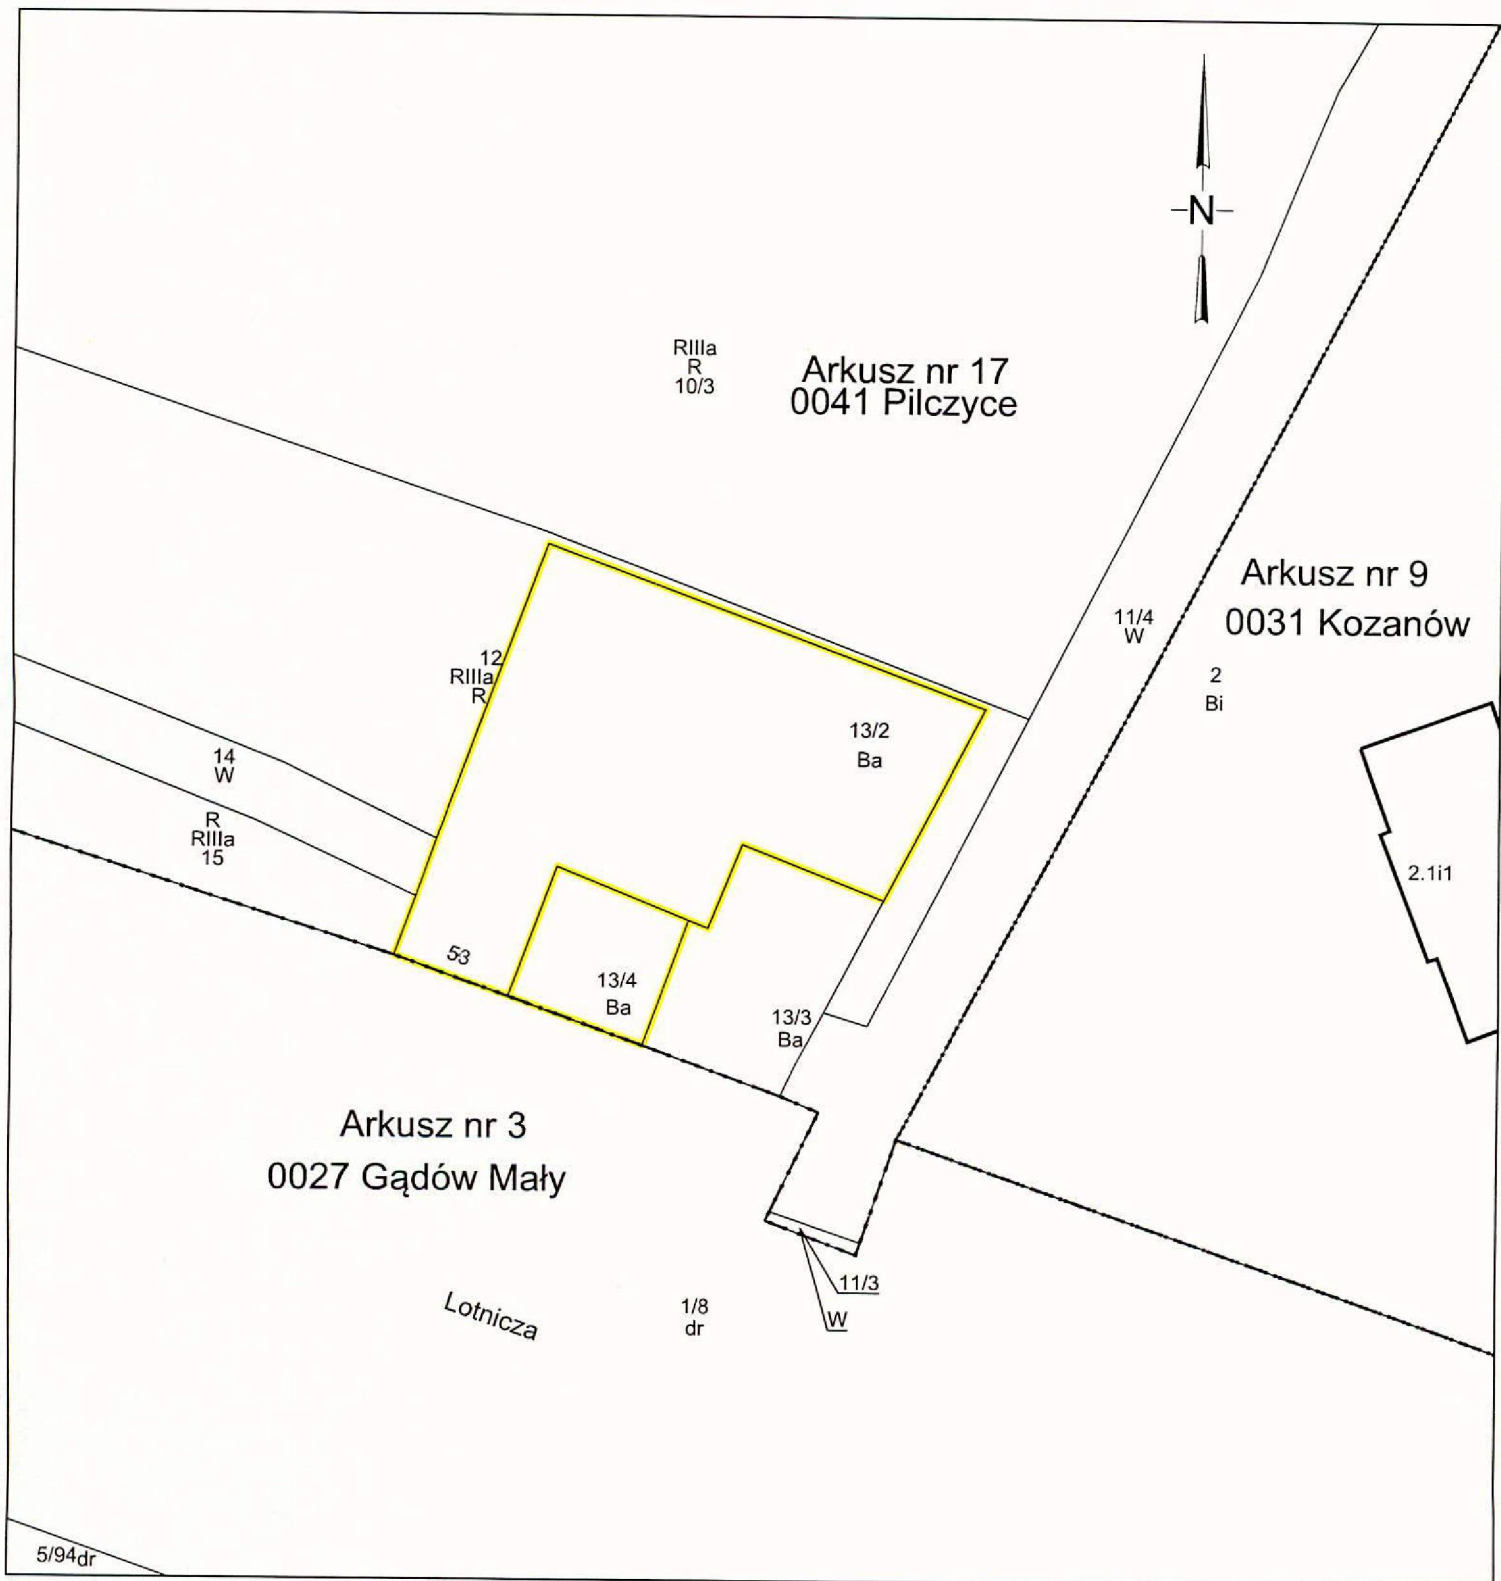 N
RIIIa
R
10/3
Arkusz nr 17
0041 Pilczyce
Arkusz nr 9
0031 Kozanów
11/4
W
2
Bi
12
RIIIa
R
13/2
Ba
14
W
R
RIIIa
15
2.1i1
53
13/4
Ba
13/3
Ba
Arkusz nr 3
0027 Gądów Mały
11/3
W
Lotnicza
1/8
dr
5/94dr